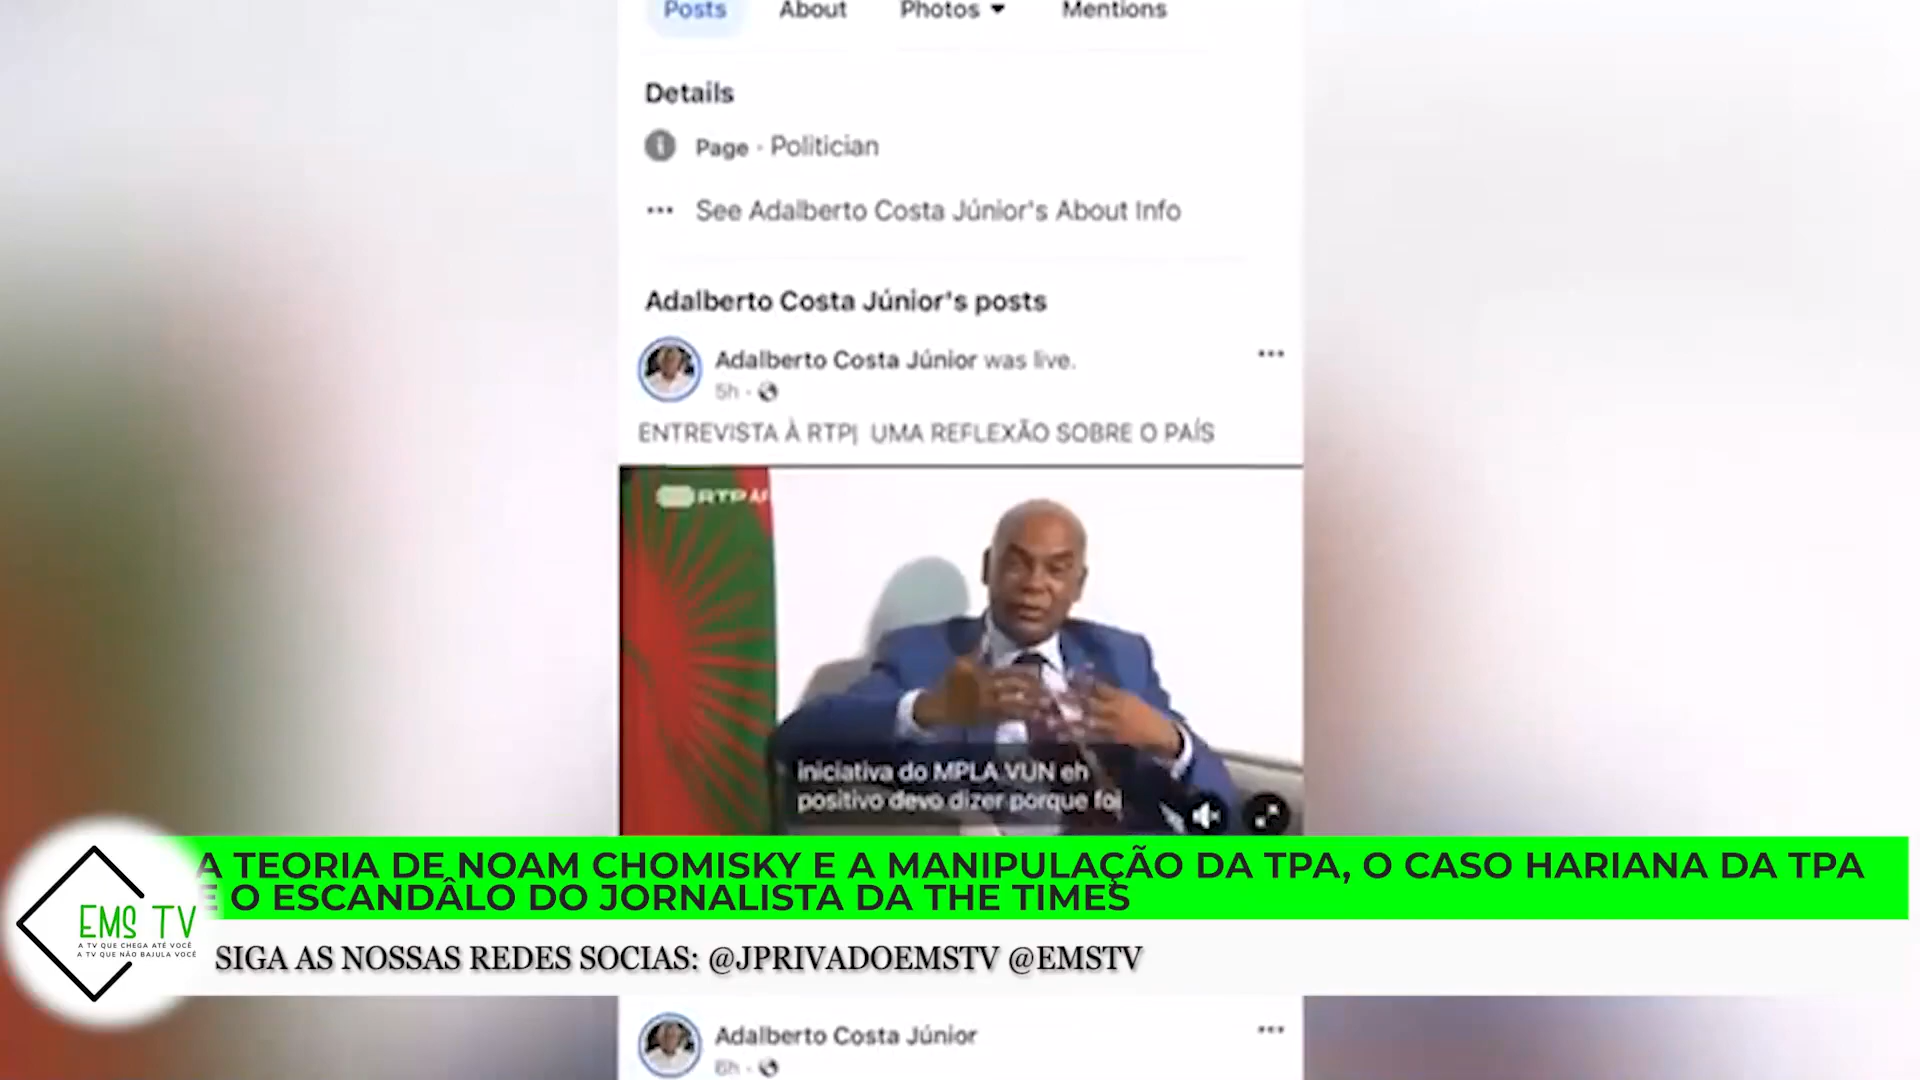 Posts About Photos Mentions
Details
Page · Politician
See Adalberto Costa Júnior's About Info
Adalberto Costa Júnior's posts
Adalberto Costa Júnior was live.
5h ·
ENTREVISTA À RTP| UMA REFLEXÃO SOBRE O PAÍS
RTP
iniciativa do MPLA VUN eh
positivo devo dizer porque foi
A TEORIA DE NOAM CHOMISKY E A MANIPULAÇÃO DA TPA, O CASO HARIANA DA TPA
E O ESCANDÂLO DO JORNALISTA DA THE TIMES
EMS TV
A TV QUE CHEGA ATÉ VOCÊ
A TV QUE NÃO BAJULA VOCÊ
SIGA AS NOSSAS REDES SOCIAS: @JPRIVADOEMSTV @EMSTV
Adalberto Costa Júnior
6h ·